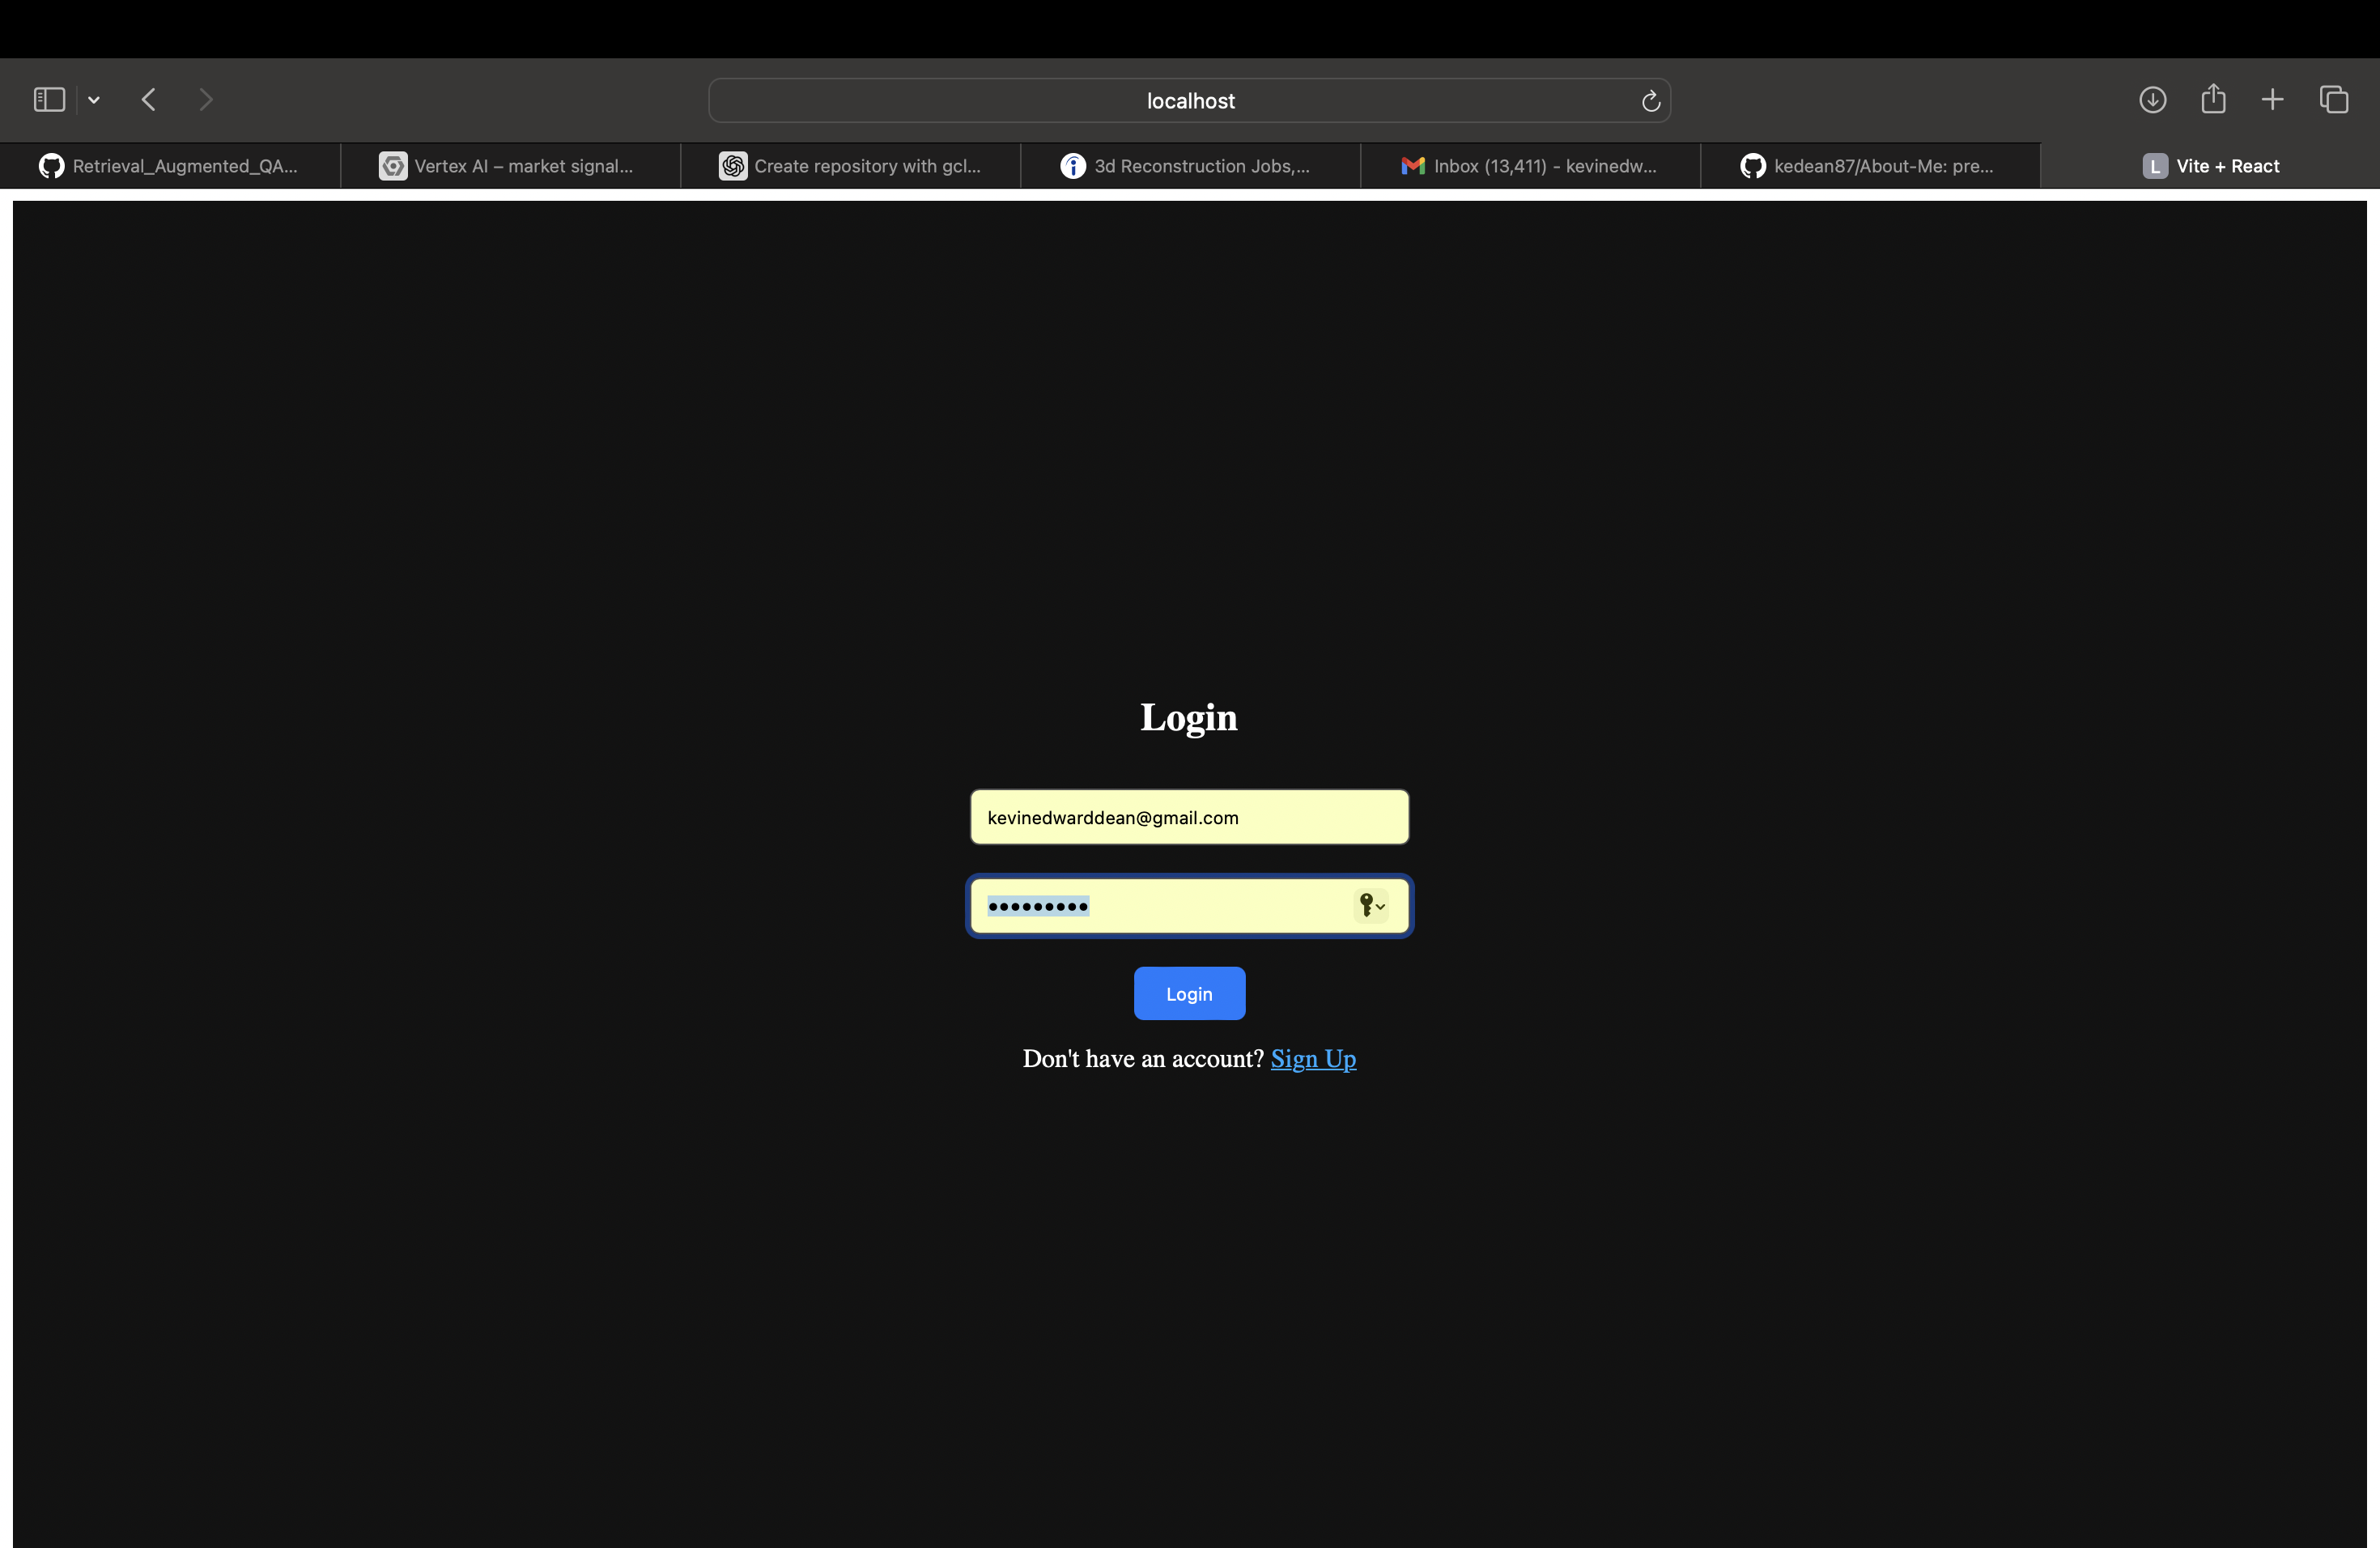 localhost
Retrieval_Augmented_QA...
Vertex AI – market signal...
Create repository with gcl...
3d Reconstruction Jobs,...
Inbox (13,411) - kevinedw...
kedean87/About-Me: pre...
L Vite + React
Login
kevinedwarddean@gmail.com
•••••••••
Login
Don't have an account? Sign Up